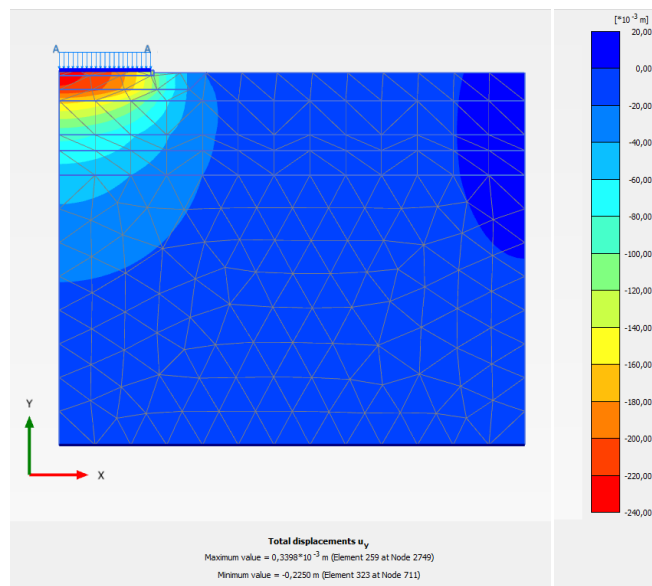 [*10⁻³ m]
A A
20,00
0,00
-20,00
-40,00
-60,00
-80,00
-100,00
-120,00
-140,00
-160,00
-180,00
-200,00
-220,00
-240,00
Y
X
Total displacements uy
Maximum value = 0,3398*10⁻³ m (Element 259 at Node 2749)
Minimum value = -0,2250 m (Element 323 at Node 711)